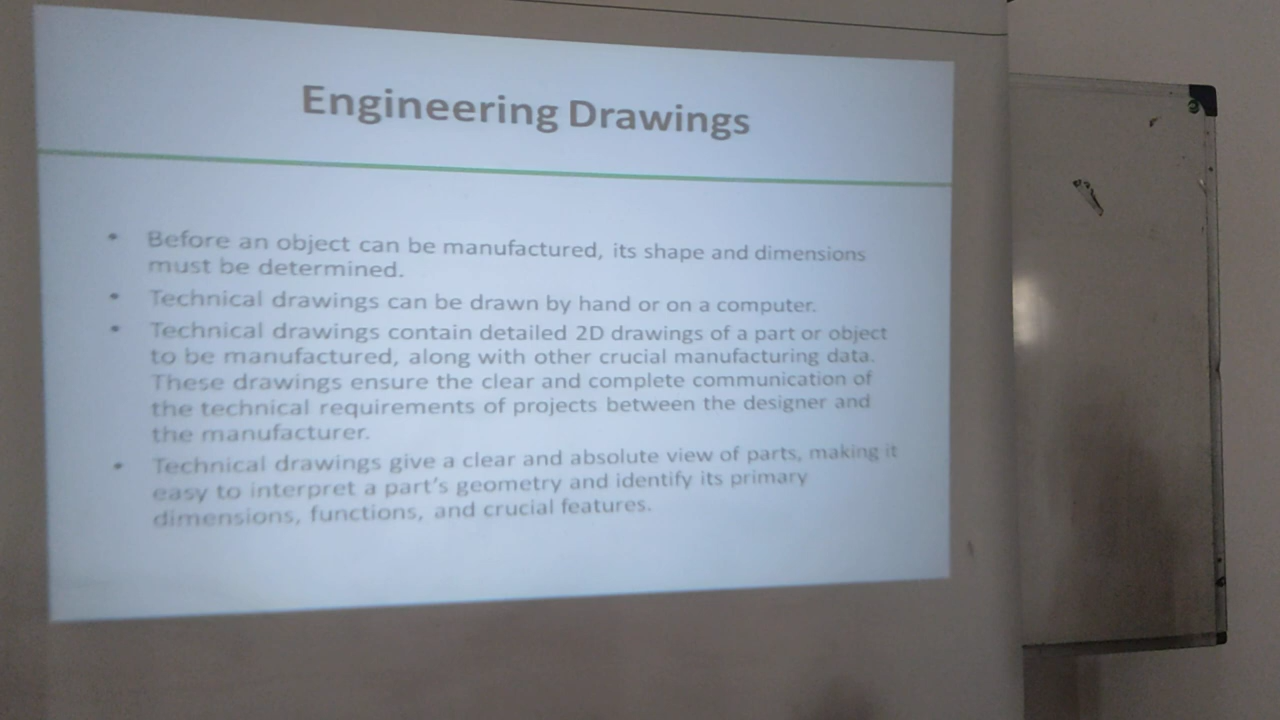 Engineering Drawings
• Before an object can be manufactured, its shape and dimensions
must be determined.
• Technical drawings can be drawn by hand or on a computer.
• Technical drawings contain detailed 2D drawings of a part or object
to be manufactured, along with other crucial manufacturing data.
These drawings ensure the clear and complete communication of
the technical requirements of projects between the designer and
the manufacturer.
• Technical drawings give a clear and absolute view of parts, making it
easy to interpret a part's geometry and identify its primary
dimensions, functions, and crucial features.